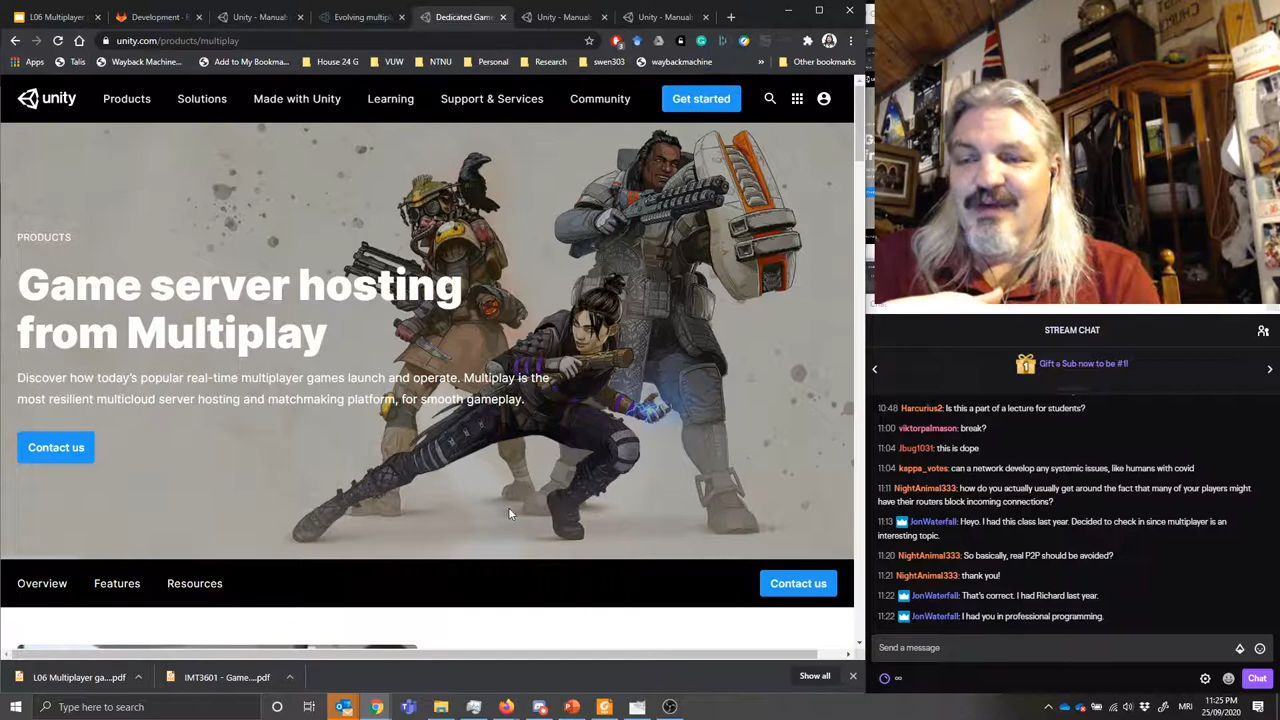 L06 Multiplayer game
Development topics
Evolving multiplaye
Dedicated Game Se
Unity - Manual: M
Unity - Manual: M
unity.com/products/multiplay
3
Apps
Talis
Wayback Machine...
Add to My Bookma...
House 24 G
VUW
NTNU
Personal
Research
swen303
waybackmachine
»
Other bookmarks
unity
Products
Solutions
Made with Unity
Learning
Support & Services
Community
Get started
PRODUCTS
Game server hosting
from Multiplay
Discover how today's popular real-time multiplayer games launch and operate. Multiplay is the
most resilient multicloud server hosting and matchmaking platform, for smooth gameplay.
Contact us
Overview
Features
Resources
Contact us
STREAM CHAT
1
Gift a Sub now to be #1!
10:48 Harcurius2: Is this a part of a lecture for students?
11:00 viktorpalmason: break?
11:04 Jbug1031: this is dope
11:04 kappa_votes: can a network develop any systemic issues, like humans with covid
11:11 NightAnimal333: how do you actually usually get around the fact that many of your players might
have their routers block incoming connections?
11:13 JonWaterfall: Heyo. I had this class last year. Decided to check in since multiplayer is an
interesting topic.
11:20 NightAnimal333: So basically, real P2P should be avoided?
11:21 NightAnimal333: thank you!
11:22 JonWaterfall: That's correct. I had Richard last year.
11:22 JonWaterfall: I had you in professional programming.
Send a message
∞
Chat
L06 Multiplayer ga....pdf
IMT3601 - Game....pdf
Show all
Type here to search
MRI
11:25 PM
25/09/2020